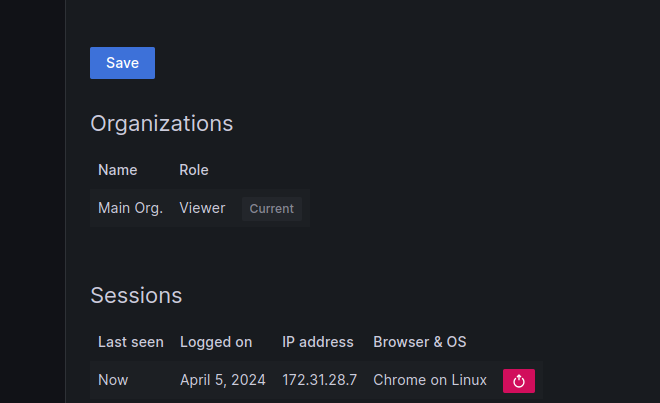 Save
Organizations
Name Role
Main Org. Viewer Current
Sessions
Last seen Logged on IP address Browser & OS
Now April 5, 2024 172.31.28.7 Chrome on Linux